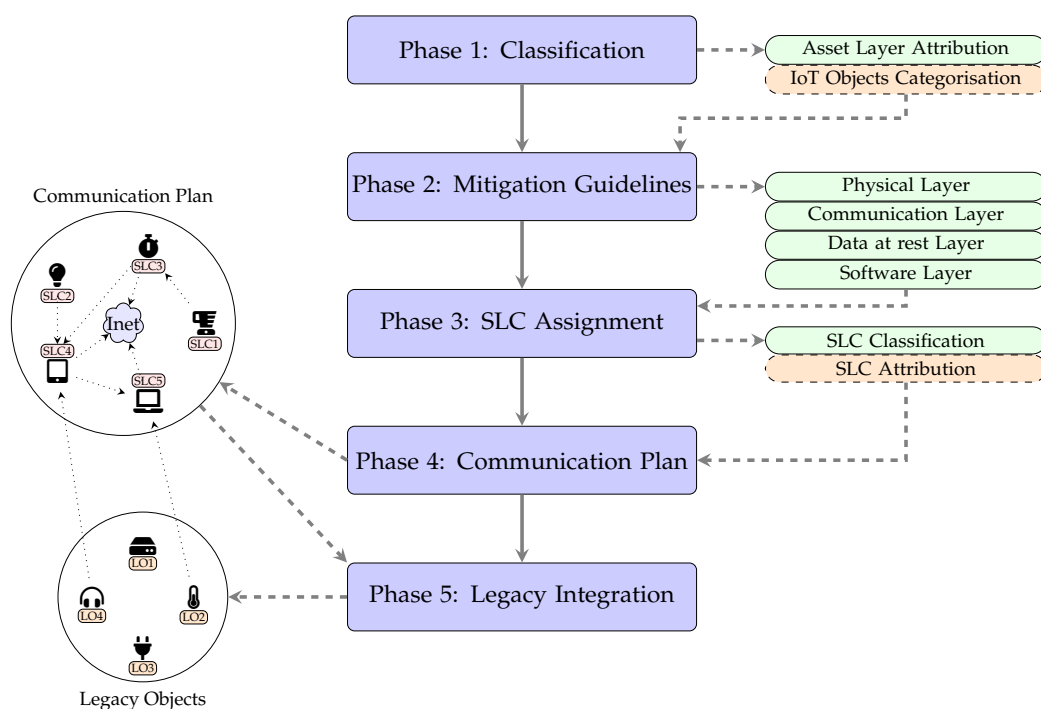 Phase 1: Classification
Asset Layer Attribution
IoT Objects Categorisation
Phase 2: Mitigation Guidelines
Physical Layer
Communication Layer
Data at rest Layer
Software Layer
Phase 3: SLC Assignment
SLC Classification
SLC Attribution
Phase 4: Communication Plan
Phase 5: Legacy Integration
Communication Plan
SLC3
SLC2
Inet
SLC1
SLC4
SLC5
LO1
LO4
LO2
LO3
Legacy Objects